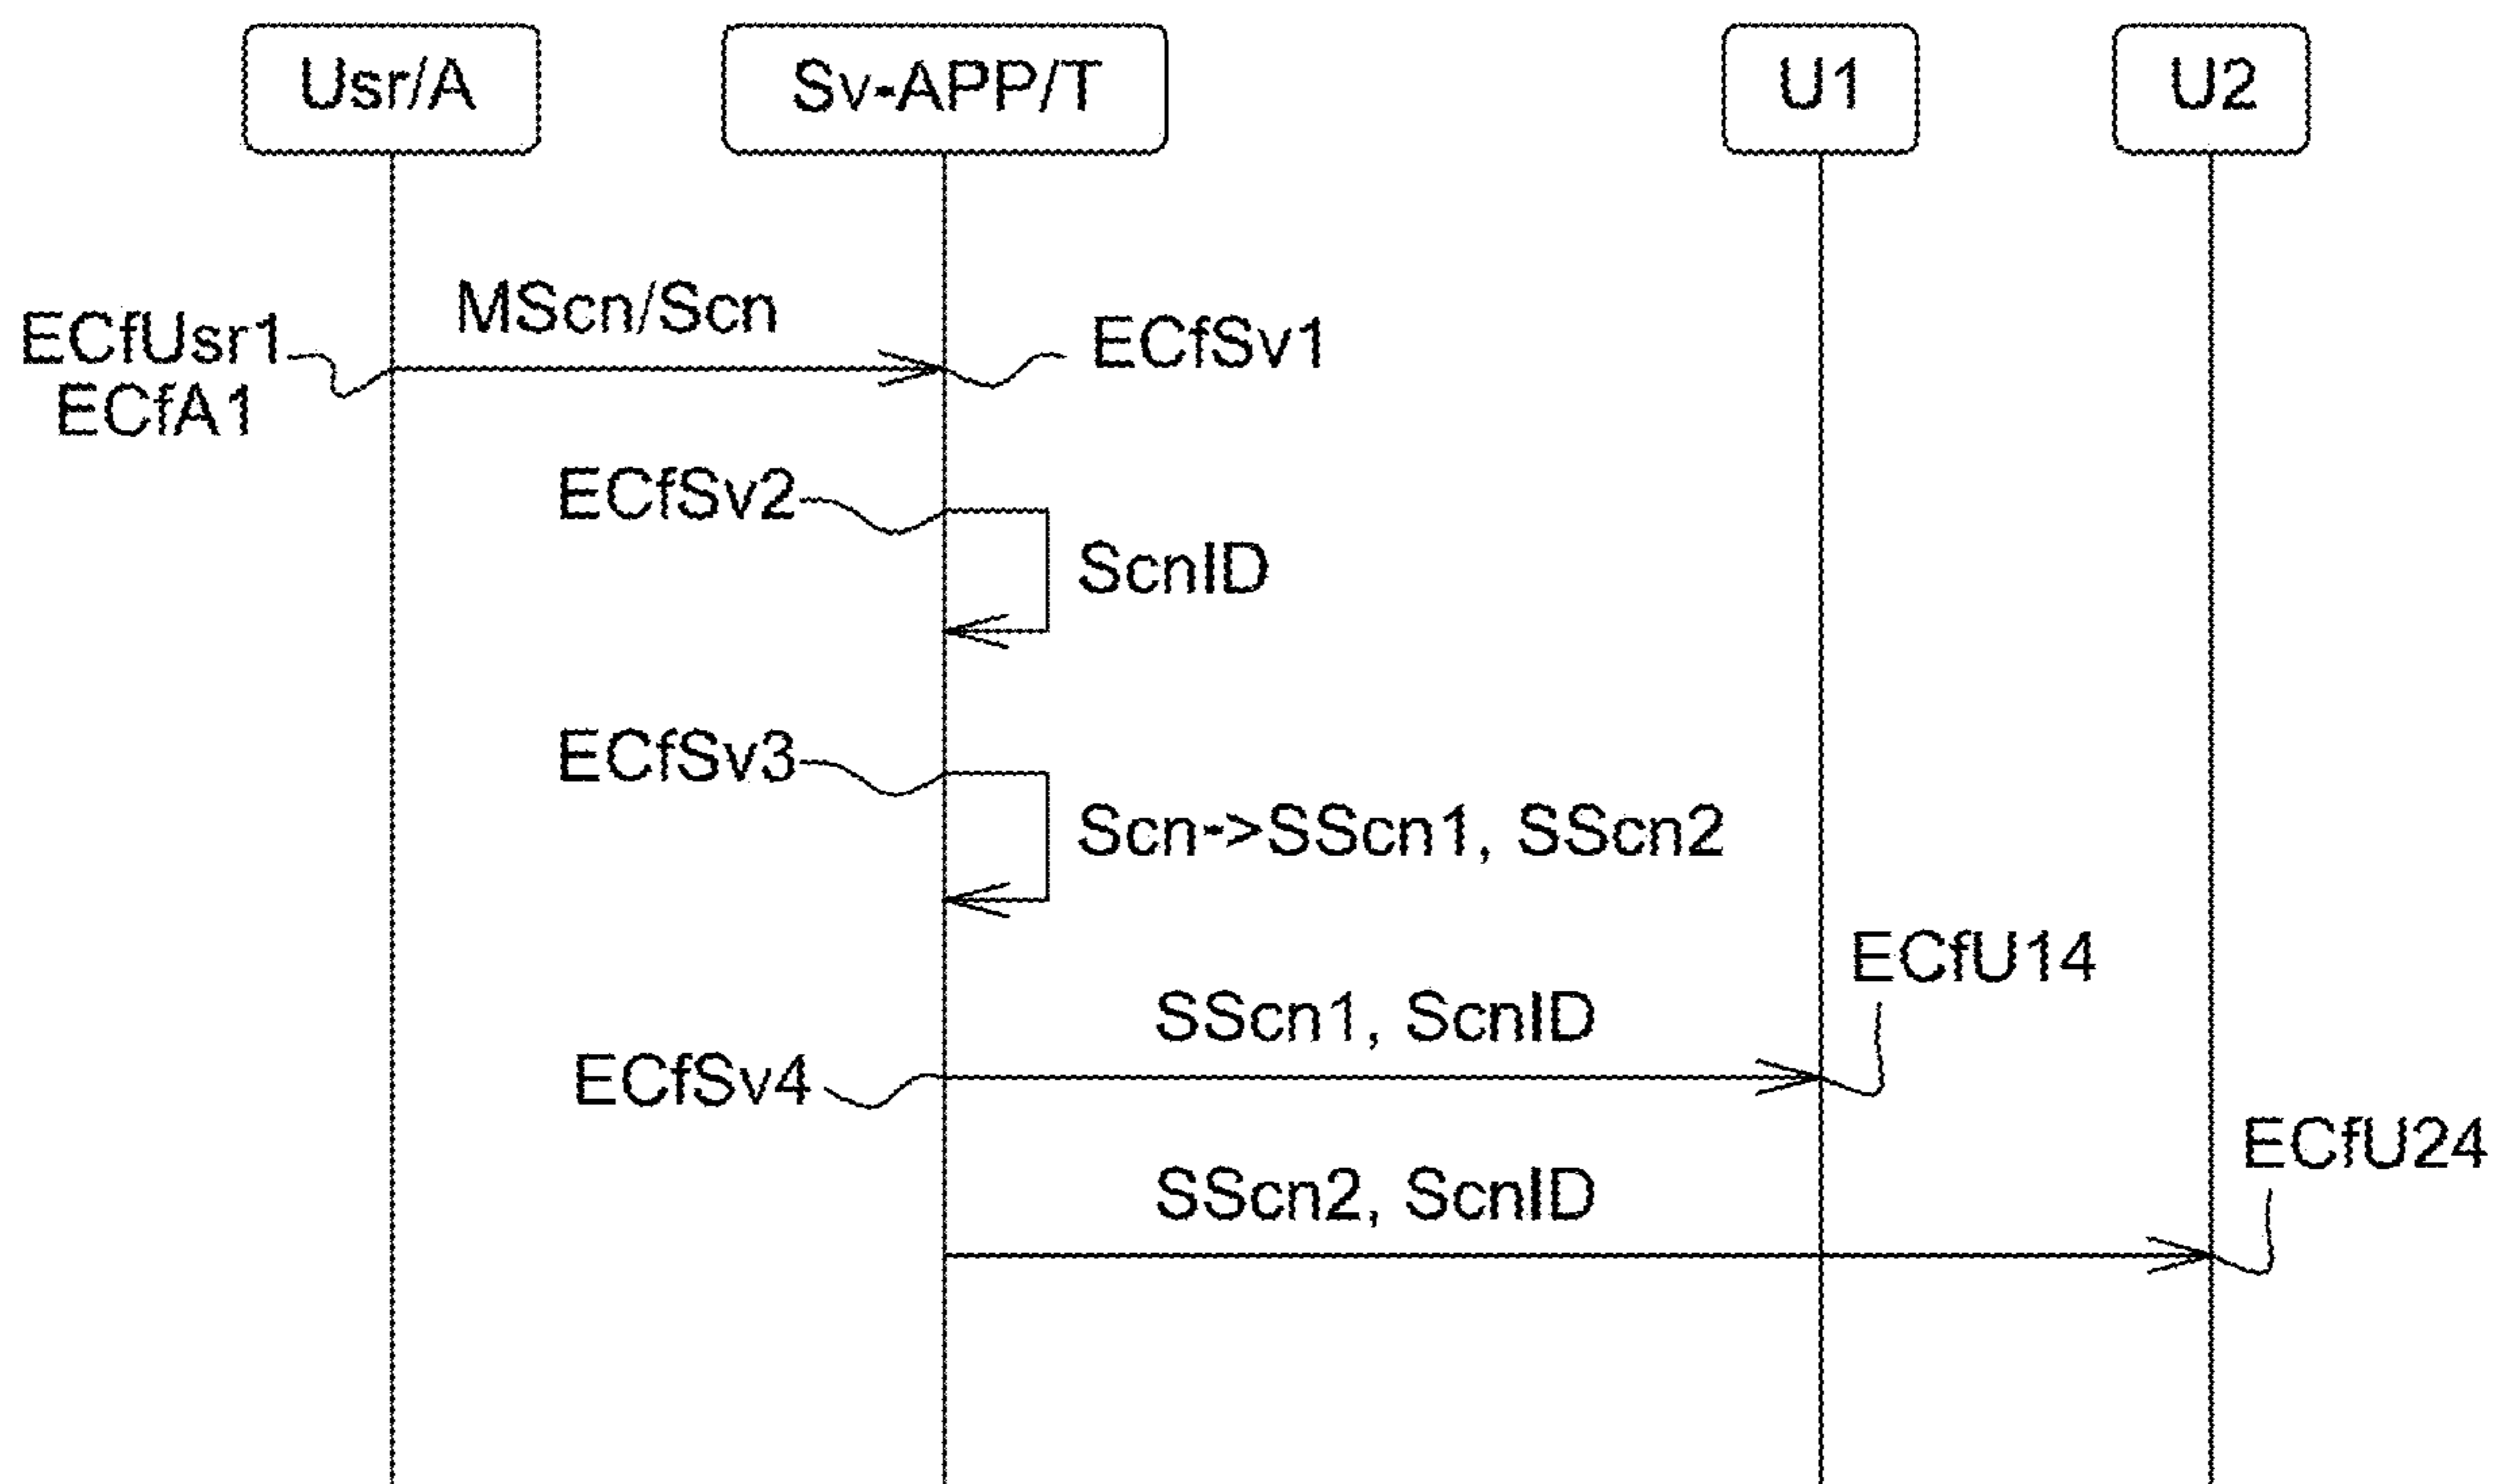 Usr/A
Sv-APP/T
U1
U2
MScn/Scn
ECfUsr1
ECfA1
ECfSv1
ECfSv2
ScnID
ECfSv3
Scn->SScn1, SScn2
ECfU14
SScn1, ScnID
ECfSv4
ECfU24
SScn2, ScnID